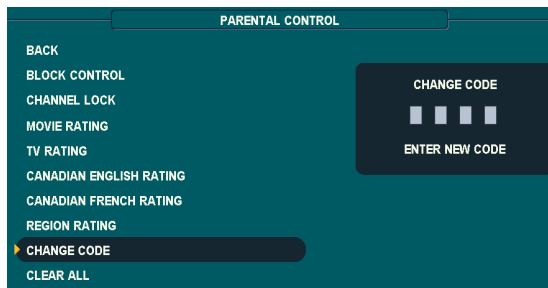 PARENTAL CONTROL
BACK
BLOCK CONTROL
CHANNEL LOCK
MOVIE RATING
TV RATING
CANADIAN ENGLISH RATING
CANADIAN FRENCH RATING
REGION RATING
CHANGE CODE
CLEAR ALL
CHANGE CODE
ENTER NEW CODE